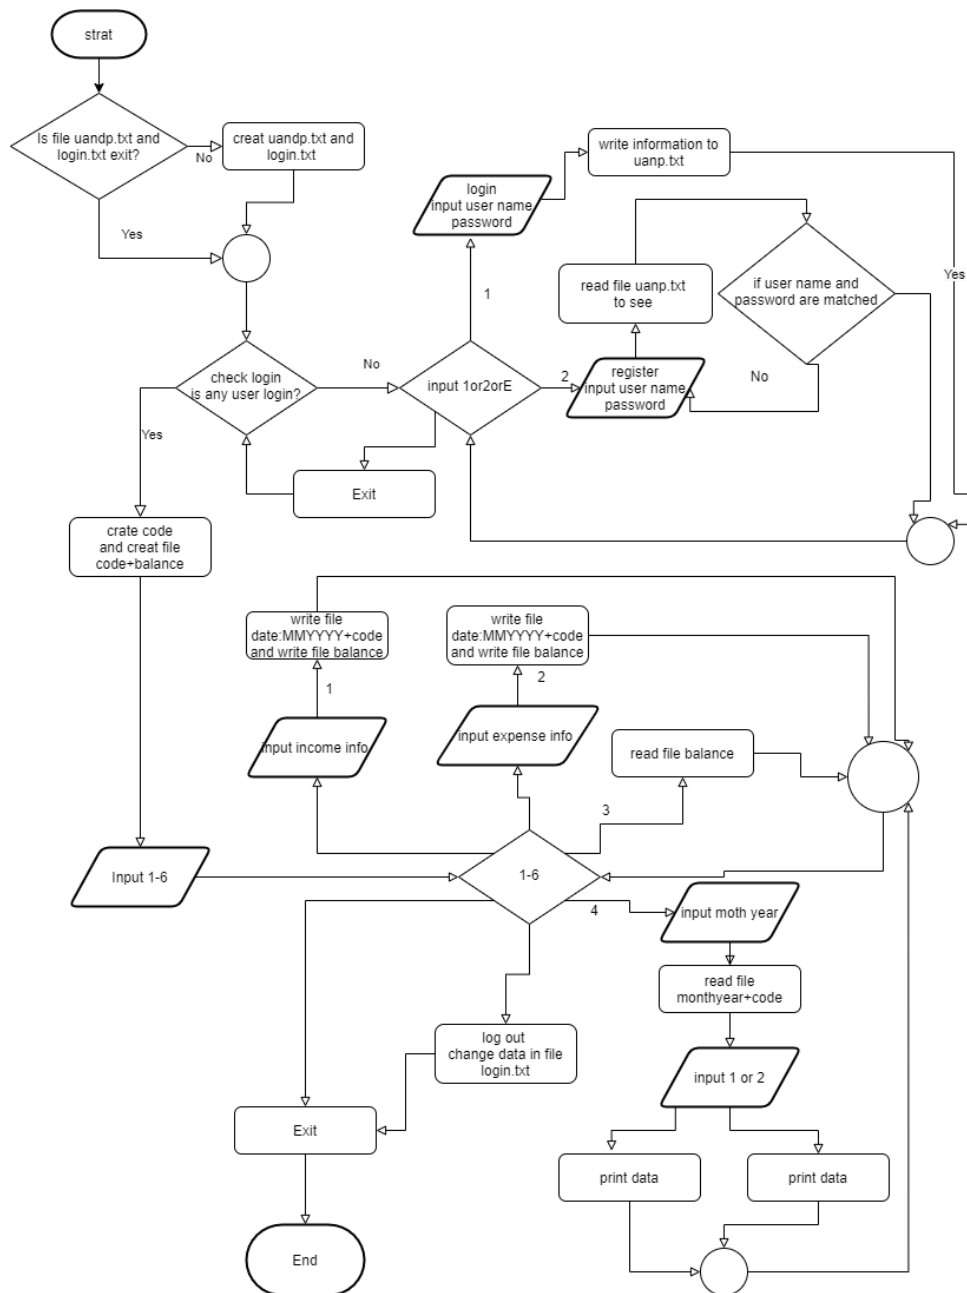 strat
Is file uandp.txt and
login.txt exit?
No
creat uandp.txt and
login.txt
Yes
login
input user name
password
write information to
uanp.txt
Yes
1
read file uanp.txt
to see
if user name and
password are matched
No
check login
is any user login?
No
input 1or2orE
2
register
input user name
password
Yes
Exit
crate code
and creat file
code+balance
write file
date:MMYYYY+code
and write file balance
write file
date:MMYYYY+code
and write file balance
1
2
input income info
input expense info
read file balance
3
Input 1-6
1-6
4
input moth year
read file
monthyear+code
log out
change data in file
login.txt
input 1 or 2
Exit
print data
print data
End